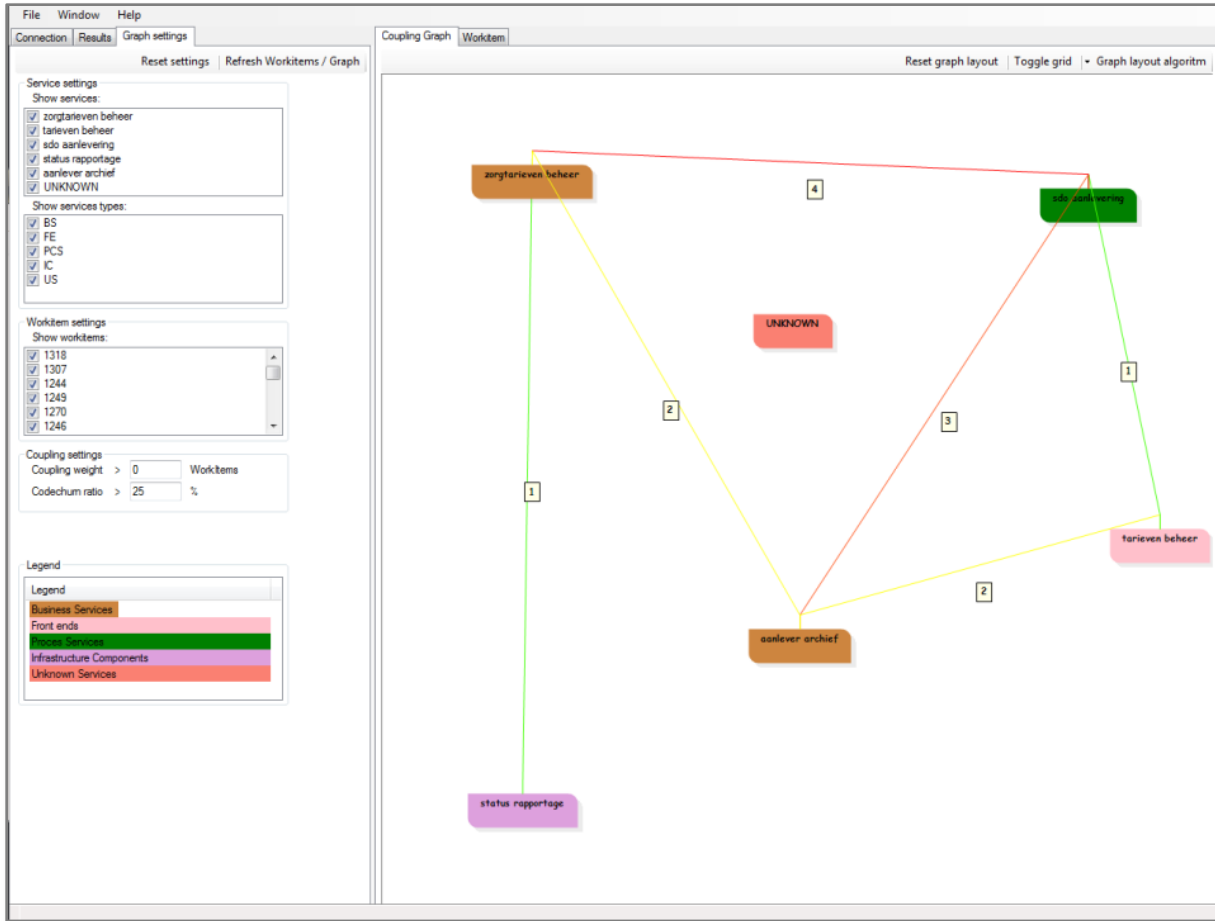 File Window Help
Connection Results Graph settings
Reset settings Refresh Workitems / Graph
Service settings
Show services:
zorgtarieven beheer
tarieven beheer
sdo aanlevering
status rapportage
aanlever archief
UNKNOWN
Show services types:
BS
FE
PCS
IC
US
Workitem settings
Show workitems:
1318
1307
1244
1249
1270
1246
Coupling settings
Coupling weight > 0 WorkItems
Codechurn ratio > 25 %
Legend
Legend
Business Services
Front ends
Proces Services
Infrastructure Components
Unknown Services
Coupling Graph Workitem
Reset graph layout Toggle grid Graph layout algoritm
zorgtarieven beheer
4
sdo aanlevering
UNKNOWN
1
2
3
1
tarieven beheer
2
aanlever archief
status rapportage